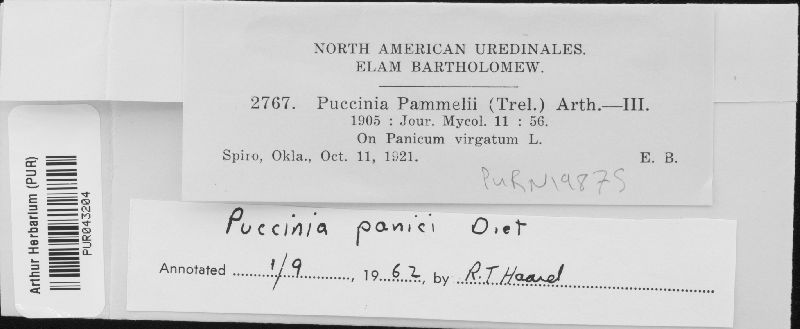 NORTH AMERICAN UREDINALES.
ELAM BARTHOLOMEW.
2767. Puccinia Pammelii (Trel.) Arth.—III.
1905 : Jour. Mycol. 11 : 56.
On Panicum virgatum L.
Spiro, Okla., Oct. 11, 1921. E. B.
PURN19875
Puccinia panici Diet
Annotated 1/9, 1962, by R.T Haard
Arthur Herbarium (PUR)
PUR043204